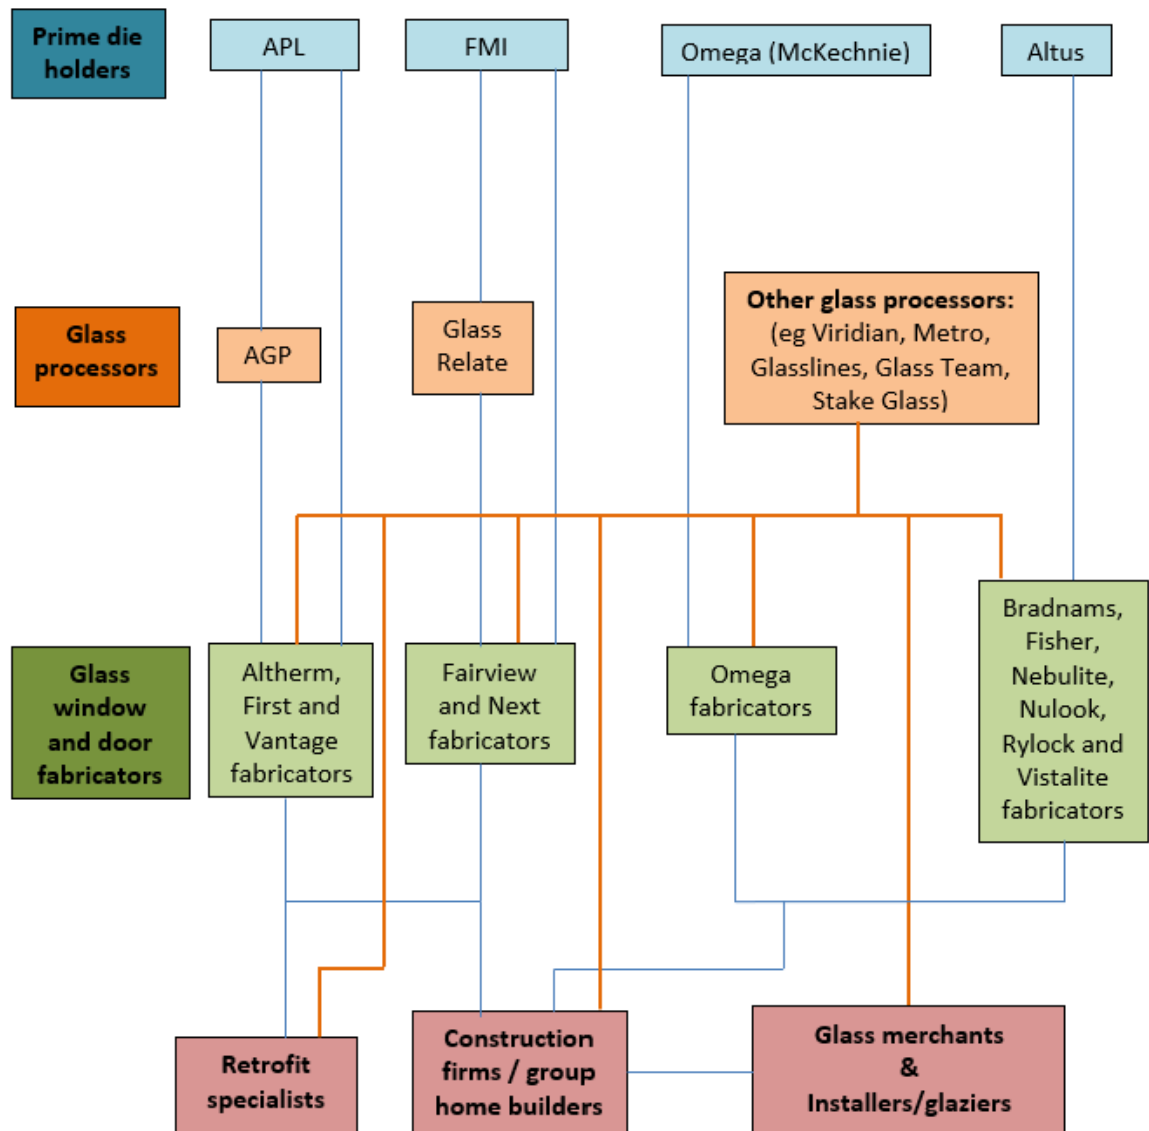 Prime die
holders
APL
FMI
Omega (McKechnie)
Altus
Glass
processors
AGP
Glass
Relate
Other glass processors:
(eg Viridian, Metro,
Glasslines, Glass Team,
Stake Glass)
Glass
window
and door
fabricators
Altherm,
First and
Vantage
fabricators
Fairview
and Next
fabricators
Omega
fabricators
Bradnams,
Fisher,
Nebulite,
Nulook,
Rylock and
Vistalite
fabricators
Retrofit
specialists
Construction
firms / group
home builders
Glass merchants
&
Installers/glaziers